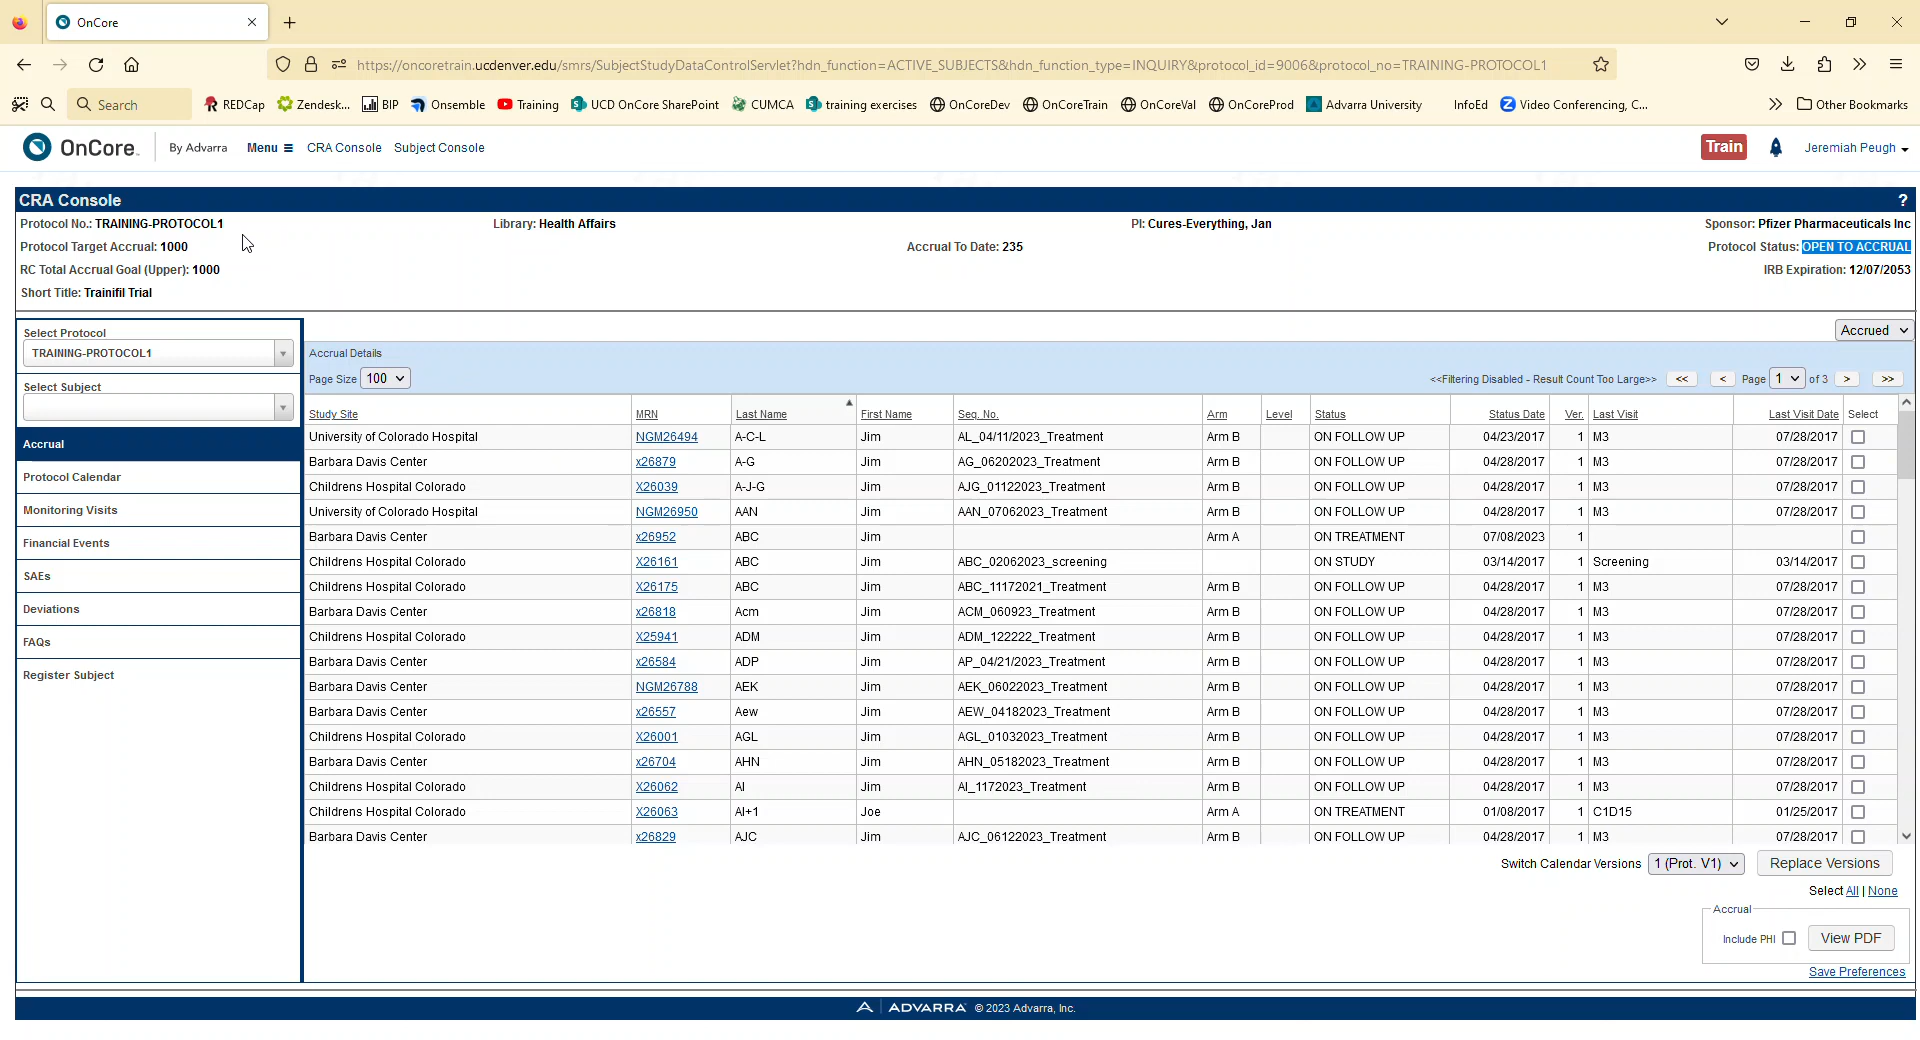 OnCore
https://oncoretrain.ucdenver.edu/smrs/SubjectStudyDataControlServlet?hdn_function=ACTIVE_SUBJECTS&hdn_function_type=INQUIRY&protocol_id=9006&protocol_no=TRAINING-PROTOCOL1
Search REDCap Zendesk... BIP Ensemble Training UCD OnCore SharePoint CUMCA training exercises OnCoreDev OnCoreTrain OnCoreVal OnCoreProd Advarra University InfoEd Video Conferencing, C... Other Bookmarks
OnCore By Advarra Menu CRA Console Subject Console Train Jeremiah Peugh
CRA Console ?
Protocol No.: TRAINING-PROTOCOL1 Library: Health Affairs PI: Cures-Everything, Jan Sponsor: Pfizer Pharmaceuticals Inc
Protocol Target Accrual: 1000 Accrual To Date: 235 Protocol Status: OPEN TO ACCRUAL
RC Total Accrual Goal (Upper): 1000 IRB Expiration: 12/07/2053
Short Title: Trainifil Trial
Select Protocol
TRAINING-PROTOCOL1
Select Subject
Accrual
Protocol Calendar
Monitoring Visits
Financial Events
SAEs
Deviations
FAQs
Register Subject
Accrued
Accrual Details
Page Size 100 <<Filtering Disabled - Result Count Too Large>> << < Page 1 of 3 > >>
Study Site MRN Last Name First Name Seq. No. Arm Level Status Status Date Ver. Last Visit Last Visit Date Select
University of Colorado Hospital NGM26494 A-C-L Jim AL_04/11/2023_Treatment Arm B ON FOLLOW UP 04/23/2017 1 M3 07/28/2017
Barbara Davis Center x26879 A-G Jim AG_06202023_Treatment Arm B ON FOLLOW UP 04/28/2017 1 M3 07/28/2017
Childrens Hospital Colorado X26039 A-J-G Jim AJG_01122023_Treatment Arm B ON FOLLOW UP 04/28/2017 1 M3 07/28/2017
University of Colorado Hospital NGM26950 AAN Jim AAN_07062023_Treatment Arm B ON FOLLOW UP 04/28/2017 1 M3 07/28/2017
Barbara Davis Center x26952 ABC Jim Arm A ON TREATMENT 07/08/2023 1
Childrens Hospital Colorado X26161 ABC Jim ABC_02062023_screening ON STUDY 03/14/2017 1 Screening 03/14/2017
Childrens Hospital Colorado X26175 ABC Jim ABC_11172021_Treatment Arm B ON FOLLOW UP 04/28/2017 1 M3 07/28/2017
Barbara Davis Center x26818 Acm Jim ACM_060923_Treatment Arm B ON FOLLOW UP 04/28/2017 1 M3 07/28/2017
Childrens Hospital Colorado X25941 ADM Jim ADM_122222_Treatment Arm B ON FOLLOW UP 04/28/2017 1 M3 07/28/2017
Barbara Davis Center x26584 ADP Jim AP_04/21/2023_Treatment Arm B ON FOLLOW UP 04/28/2017 1 M3 07/28/2017
Barbara Davis Center NGM26788 AEK Jim AEK_06022023_Treatment Arm B ON FOLLOW UP 04/28/2017 1 M3 07/28/2017
Barbara Davis Center x26557 Aew Jim AEW_04182023_Treatment Arm B ON FOLLOW UP 04/28/2017 1 M3 07/28/2017
Childrens Hospital Colorado X26001 AGL Jim AGL_01032023_Treatment Arm B ON FOLLOW UP 04/28/2017 1 M3 07/28/2017
Barbara Davis Center x26704 AHN Jim AHN_05182023_Treatment Arm B ON FOLLOW UP 04/28/2017 1 M3 07/28/2017
Childrens Hospital Colorado X26062 AI Jim AI_1172023_Treatment Arm B ON FOLLOW UP 04/28/2017 1 M3 07/28/2017
Childrens Hospital Colorado X26063 AI+1 Joe Arm A ON TREATMENT 01/08/2017 1 C1D15 01/25/2017
Barbara Davis Center x26829 AJC Jim AJC_06122023_Treatment Arm B ON FOLLOW UP 04/28/2017 1 M3 07/28/2017
Switch Calendar Versions 1 (Prot. V1) Replace Versions
Select All | None
Accrual
Include PHI View PDF
Save Preferences
ADVARRA © 2023 Advarra, Inc.